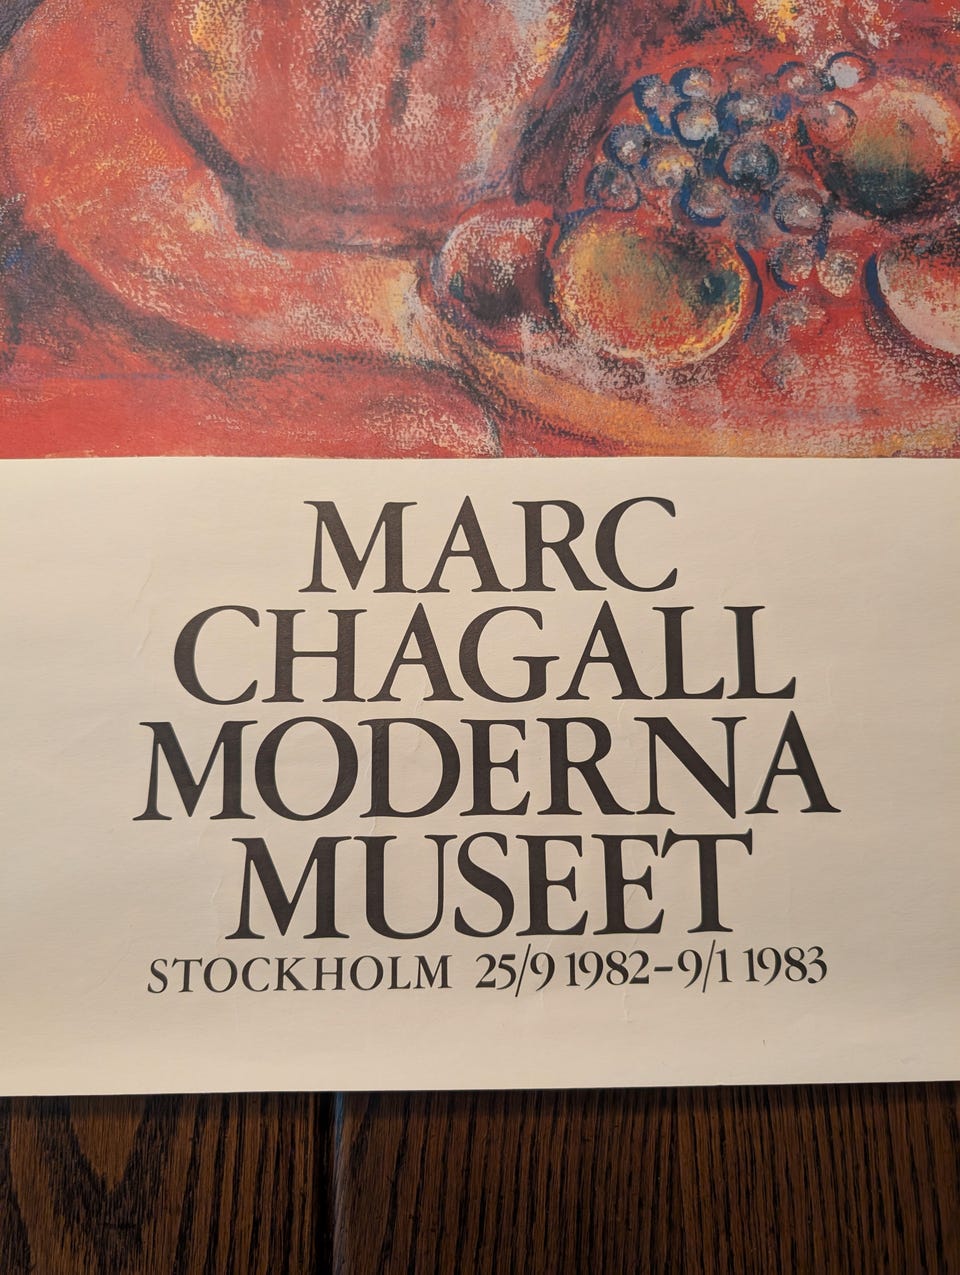 MARC
CHAGALL
MODERNA
MUSEET
STOCKHOLM 25/9 1982–9/1 1983